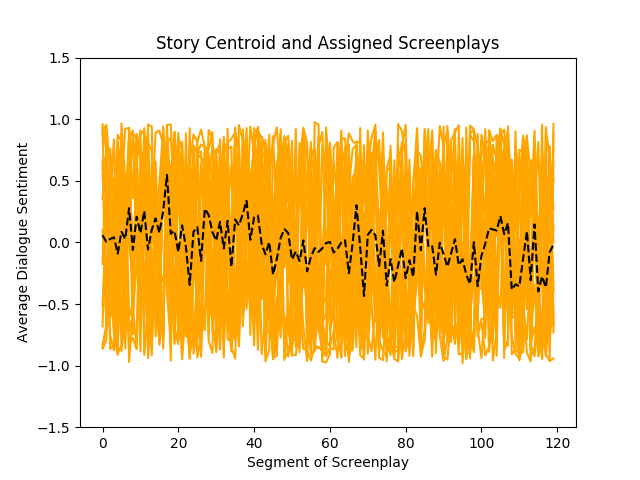 Story Centroid and Assigned Screenplays
1.5
1.0
0.5
0.0
−0.5
−1.0
−1.5
Average Dialogue Sentiment
0 20 40 60 80 100 120
Segment of Screenplay